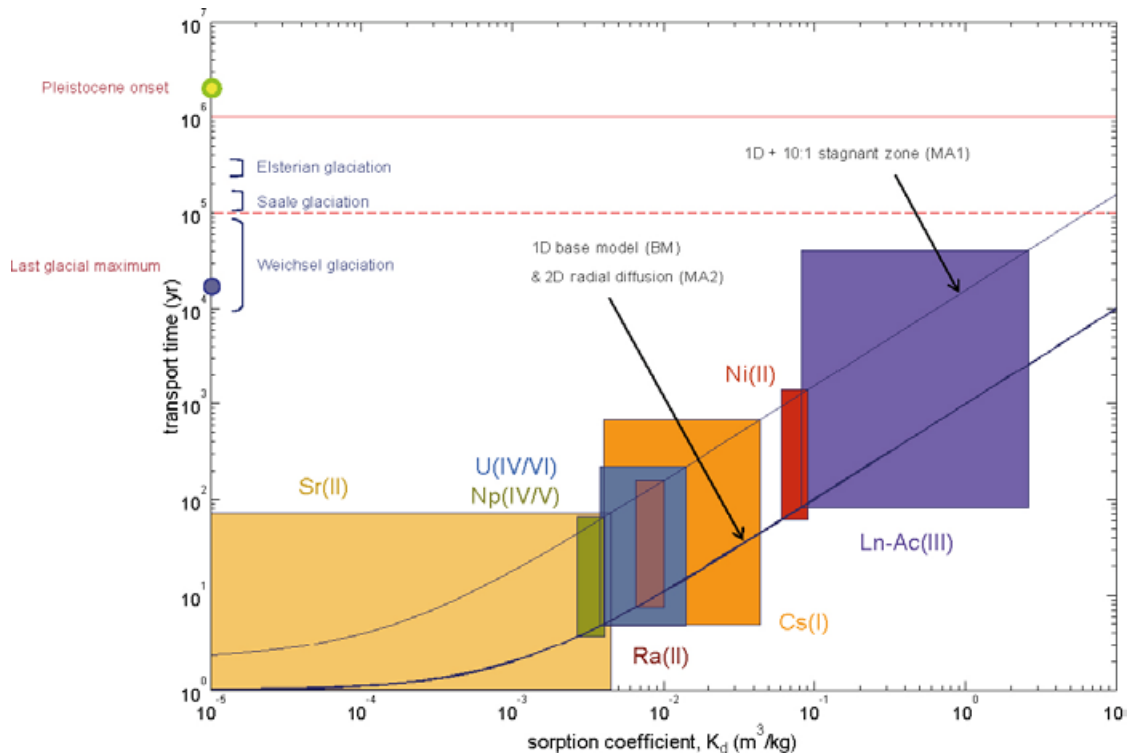 10^7
Pleistocene onset
10^6
1D + 10:1 stagnant zone (MA1)
Elsterian glaciation
Saale glaciation
10^5
1D base model (BM)
& 2D radial diffusion (MA2)
Last glacial maximum
Weichsel glaciation
10^4
transport time (yr)
10^3
Ni(II)
U(IV/VI)
Np(IV/V)
Sr(II)
10^2
Ln-Ac(III)
10^1
Cs(I)
Ra(II)
10^0
10^-5 10^-4 10^-3 10^-2 10^-1 10^0
sorption coefficient, K_d (m^3/kg)